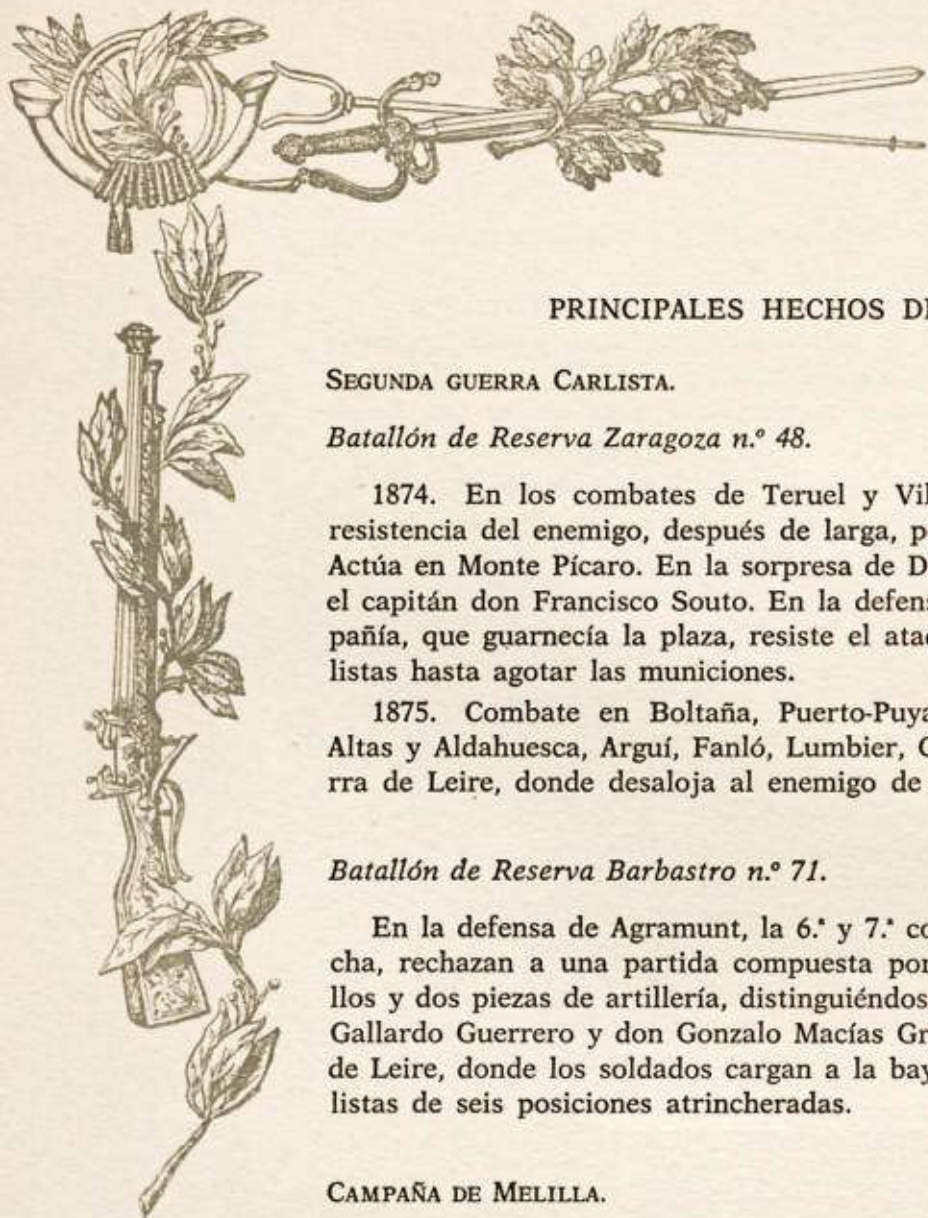 PRINCIPALES HECHOS DE
SEGUNDA GUERRA CARLISTA.
Batallón de Reserva Zaragoza n.º 48.
1874. En los combates de Teruel y Vil
resistencia del enemigo, después de larga, p
Actúa en Monte Pícaro. En la sorpresa de D
el capitán don Francisco Souto. En la defens
pañía, que guarnecía la plaza, resiste el atac
listas hasta agotar las municiones.
1875. Combate en Boltaña, Puerto-Puya
Altas y Aldahuesca, Arguí, Fanló, Lumbier, C
rra de Leire, donde desaloja al enemigo de
Batallón de Reserva Barbastro n.º 71.
En la defensa de Agramunt, la 6.ª y 7.ª co
cha, rechazan a una partida compuesta por
llos y dos piezas de artillería, distinguiéndos
Gallardo Guerrero y don Gonzalo Macías Gr
de Leire, donde los soldados cargan a la bay
listas de seis posiciones atrincheradas.
CAMPAÑA DE MELILLA.